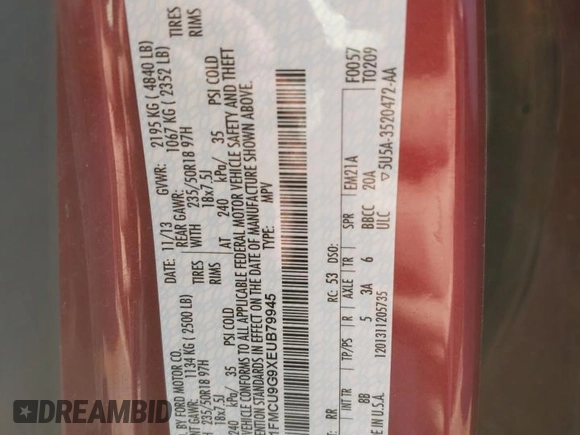 . BY FORD MOTOR CO.
DATE: 11/13 GVWR: 2195 KG ( 4840 LB)
NT GAWR: 1134 KG ( 2500 LB) REAR GAWR: 1067 KG ( 2352 LB)
235/50R18 97H TIRES WITH 235/50R18 97H TIRES
18x7.5J RIMS 18x7.5J RIMS
240 kPa/ 35 PSI COLD AT 240 kPa/ 35 PSI COLD
VEHICLE CONFORMS TO ALL APPLICABLE FEDERAL MOTOR VEHICLE SAFETY AND THEFT
ENTION STANDARDS IN EFFECT ON THE DATE OF MANUFACTURE SHOWN ABOVE.
1FMCU9G9XEUB79945 TYPE: MPV
F0057
T0209
RC: 53 DSO:
BR INT TR TP/PS R AXLE TR SPR EM21A
BB 5 3A 6 BBCC 20A
ULC
1201311205735
IN U.S.A. ▽5U5A-3520472-AA
DREAMBID